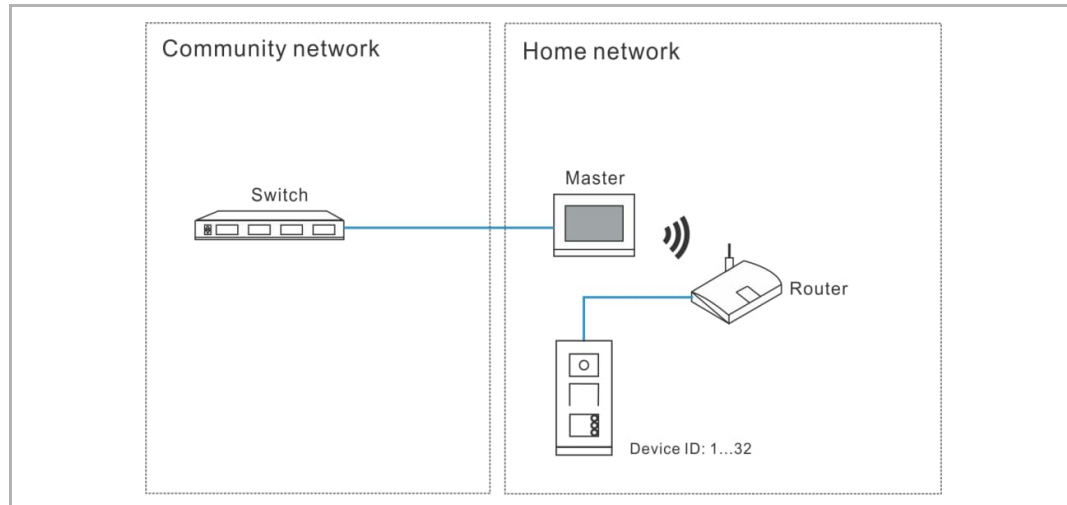 Community network
Home network
Master
Switch
Router
Device ID: 1...32